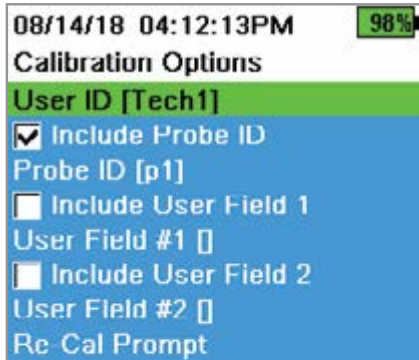 08/14/18 04:12:13PM 98%
Calibration Options
User ID [Tech1]
Include Probe ID
Probe ID [p1]
Include User Field 1
User Field #1 []
Include User Field 2
User Field #2 []
Re-Cal Prompt